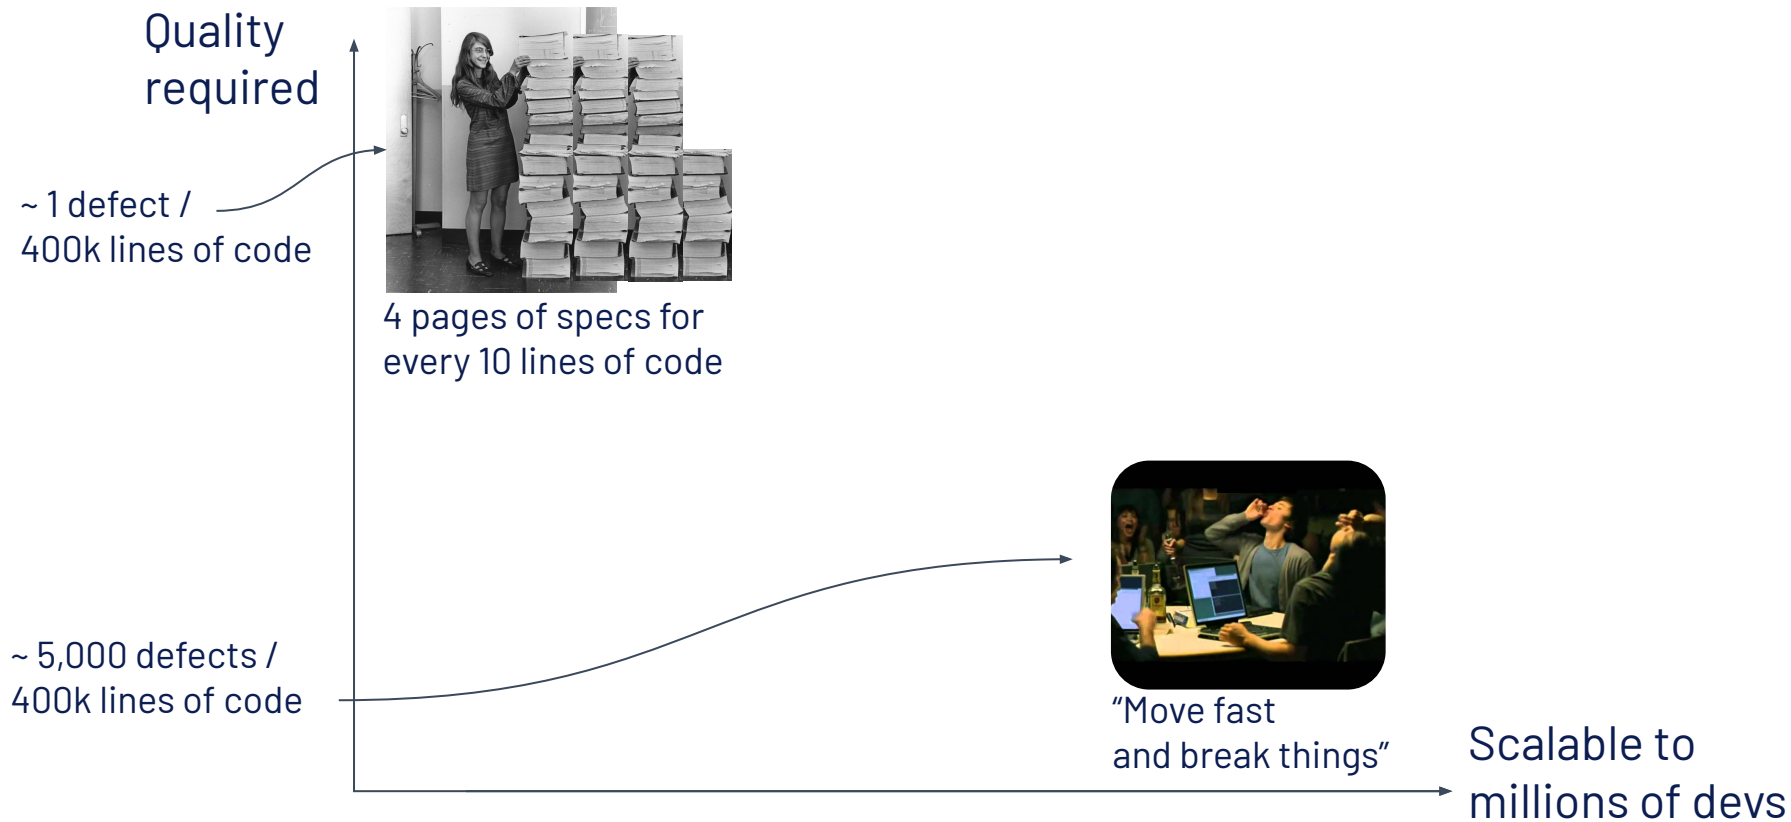 Quality
required
~ 1 defect /
400k lines of code
4 pages of specs for
every 10 lines of code
~ 5,000 defects /
400k lines of code
“Move fast
and break things”
Scalable to
millions of devs